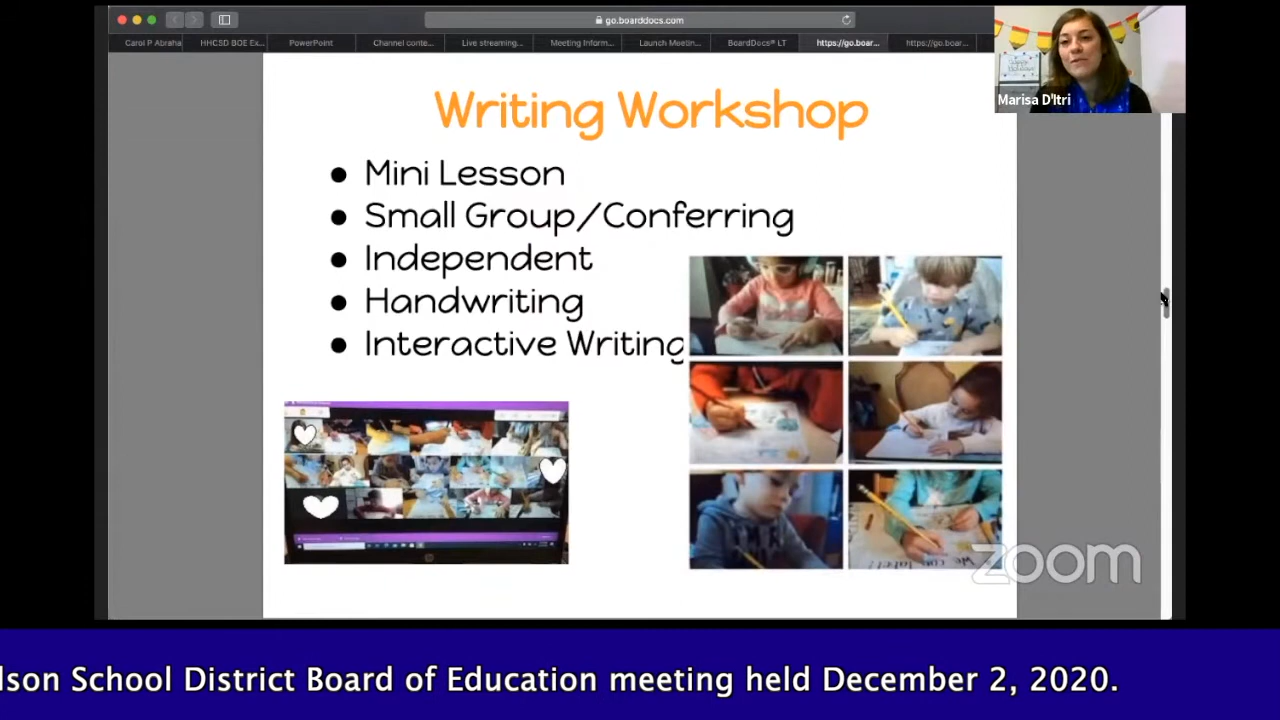 go.boarddocs.com
Carol P Abraha
HHCSD BOE Ex...
PowerPoint
Channel conte...
Live streaming...
Meeting Inform...
Launch Meetin...
BoardDocs® LT
https://go.boar...
https://go.boar...
Marisa D'Itri
Writing Workshop
● Mini Lesson
● Small Group/Conferring
● Independent
● Handwriting
● Interactive Writing
zoom
lson School District Board of Education meeting held December 2, 2020.